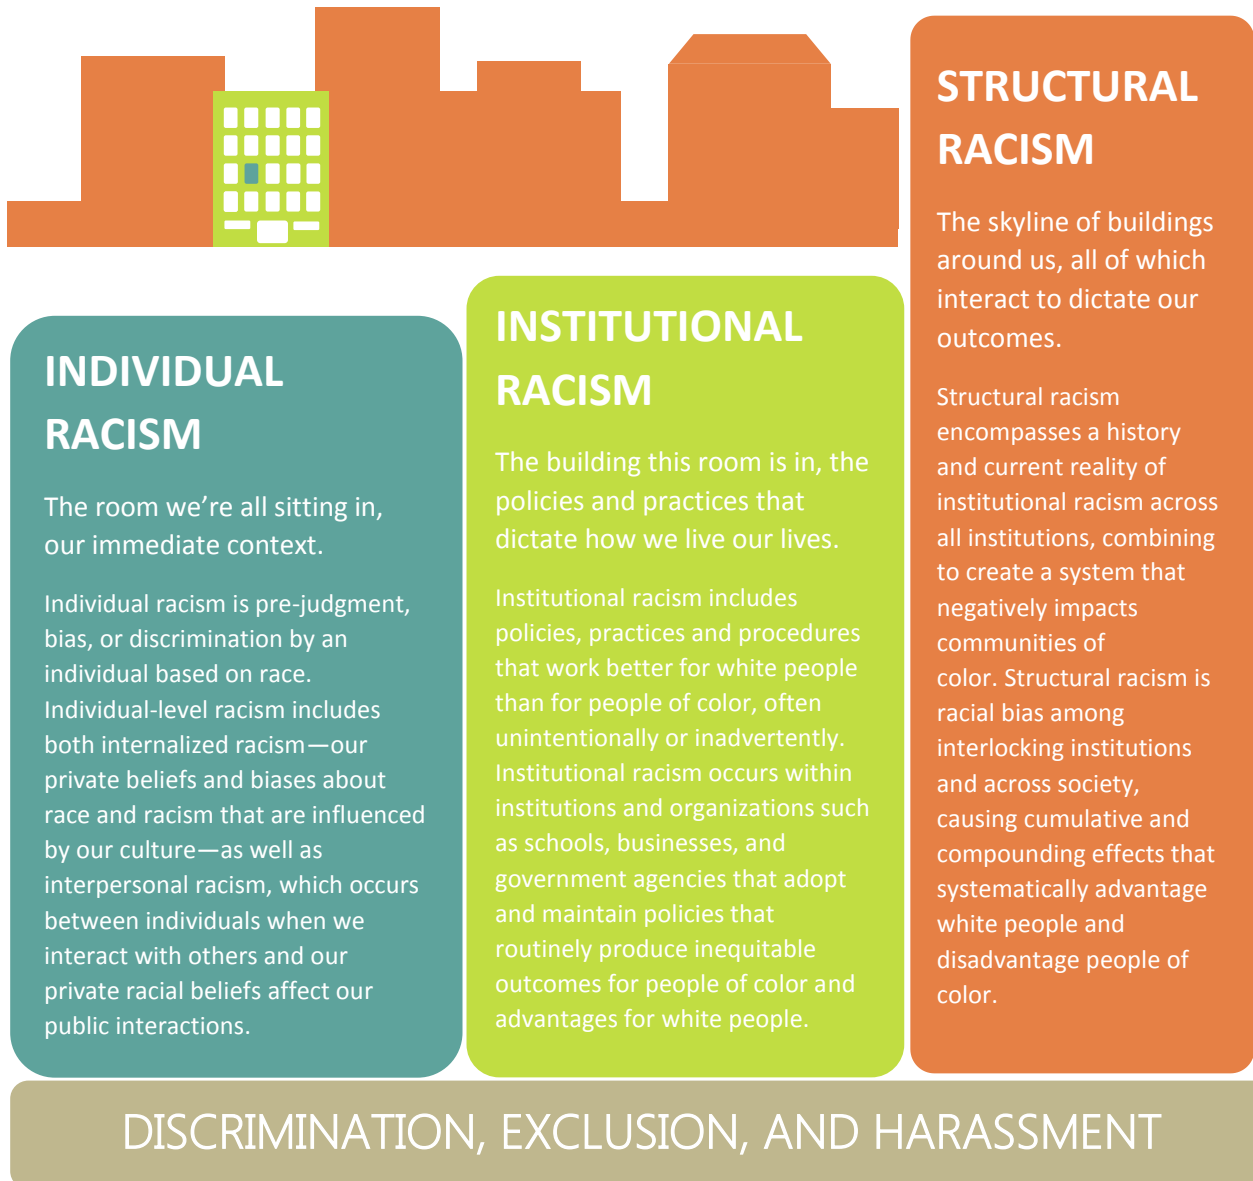 INDIVIDUAL
RACISM
The room we’re all sitting in,
our immediate context.
Individual racism is pre-judgment,
bias, or discrimination by an
individual based on race.
Individual-level racism includes
both internalized racism—our
private beliefs and biases about
race and racism that are influenced
by our culture—as well as
interpersonal racism, which occurs
between individuals when we
interact with others and our
private racial beliefs affect our
public interactions.
INSTITUTIONAL
RACISM
The building this room is in, the
policies and practices that
dictate how we live our lives.
Institutional racism includes
policies, practices and procedures
that work better for white people
than for people of color, often
unintentionally or inadvertently.
Institutional racism occurs within
institutions and organizations such
as schools, businesses, and
government agencies that adopt
and maintain policies that
routinely produce inequitable
outcomes for people of color and
advantages for white people.
STRUCTURAL
RACISM
The skyline of buildings
around us, all of which
interact to dictate our
outcomes.
Structural racism
encompasses a history
and current reality of
institutional racism across
all institutions, combining
to create a system that
negatively impacts
communities of
color. Structural racism is
racial bias among
interlocking institutions
and across society,
causing cumulative and
compounding effects that
systematically advantage
white people and
disadvantage people of
color.
DISCRIMINATION, EXCLUSION, AND HARASSMENT